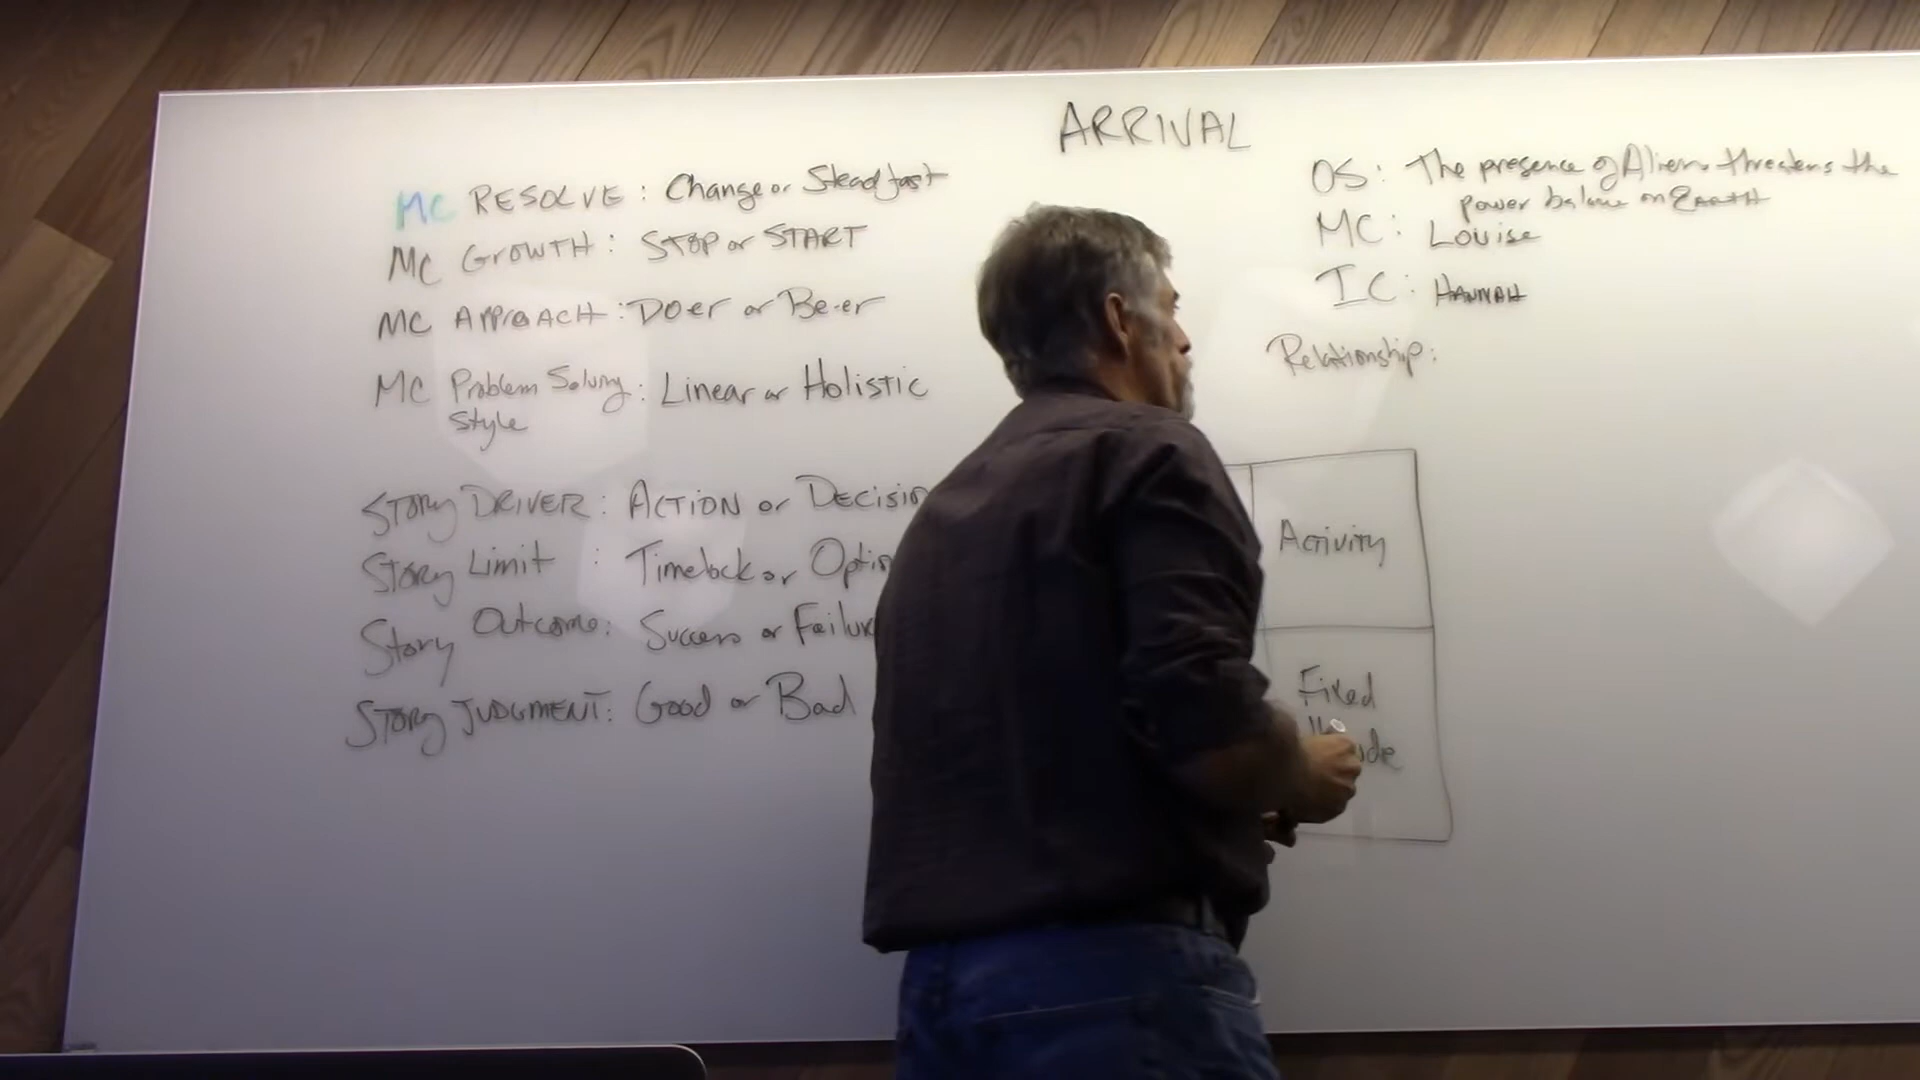 ARRIVAL
MC RESOLVE: Change or Steadfast
MC GROWTH: STOP or START
MC APPROACH: DOer or Be-er
MC Problem Solving: Linear or Holistic
Style
STORY DRIVER: ACTION or DECISIO
STORY Limit : Timelock or Optio
Story Outcome: Success or Failur
STORY JUDGMENT: Good or Bad
OS: The presence of Aliens threatens the
power balance on EARTH
MC: Louise
IC: HANNAH
Relationship:
Activity
Fixed